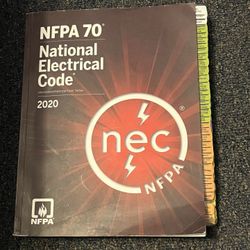 NFPA 70®
National
Electrical
Code®
2020
nec®
NFPA
NFPA